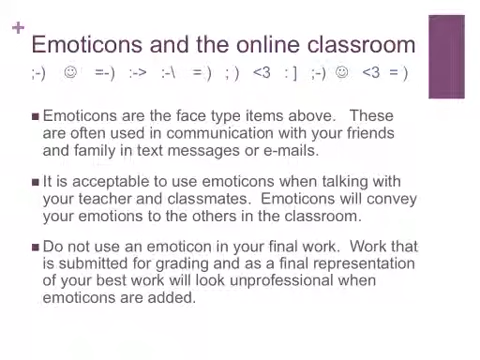 +
Emoticons and the online classroom
;-) ☺ =-) :-> :-\ = ) ; ) <3 : ] ;-) ☺ <3 = )
■ Emoticons are the face type items above. These
are often used in communication with your friends
and family in text messages or e-mails.
■ It is acceptable to use emoticons when talking with
your teacher and classmates. Emoticons will convey
your emotions to the others in the classroom.
■ Do not use an emoticon in your final work. Work that
is submitted for grading and as a final representation
of your best work will look unprofessional when
emoticons are added.